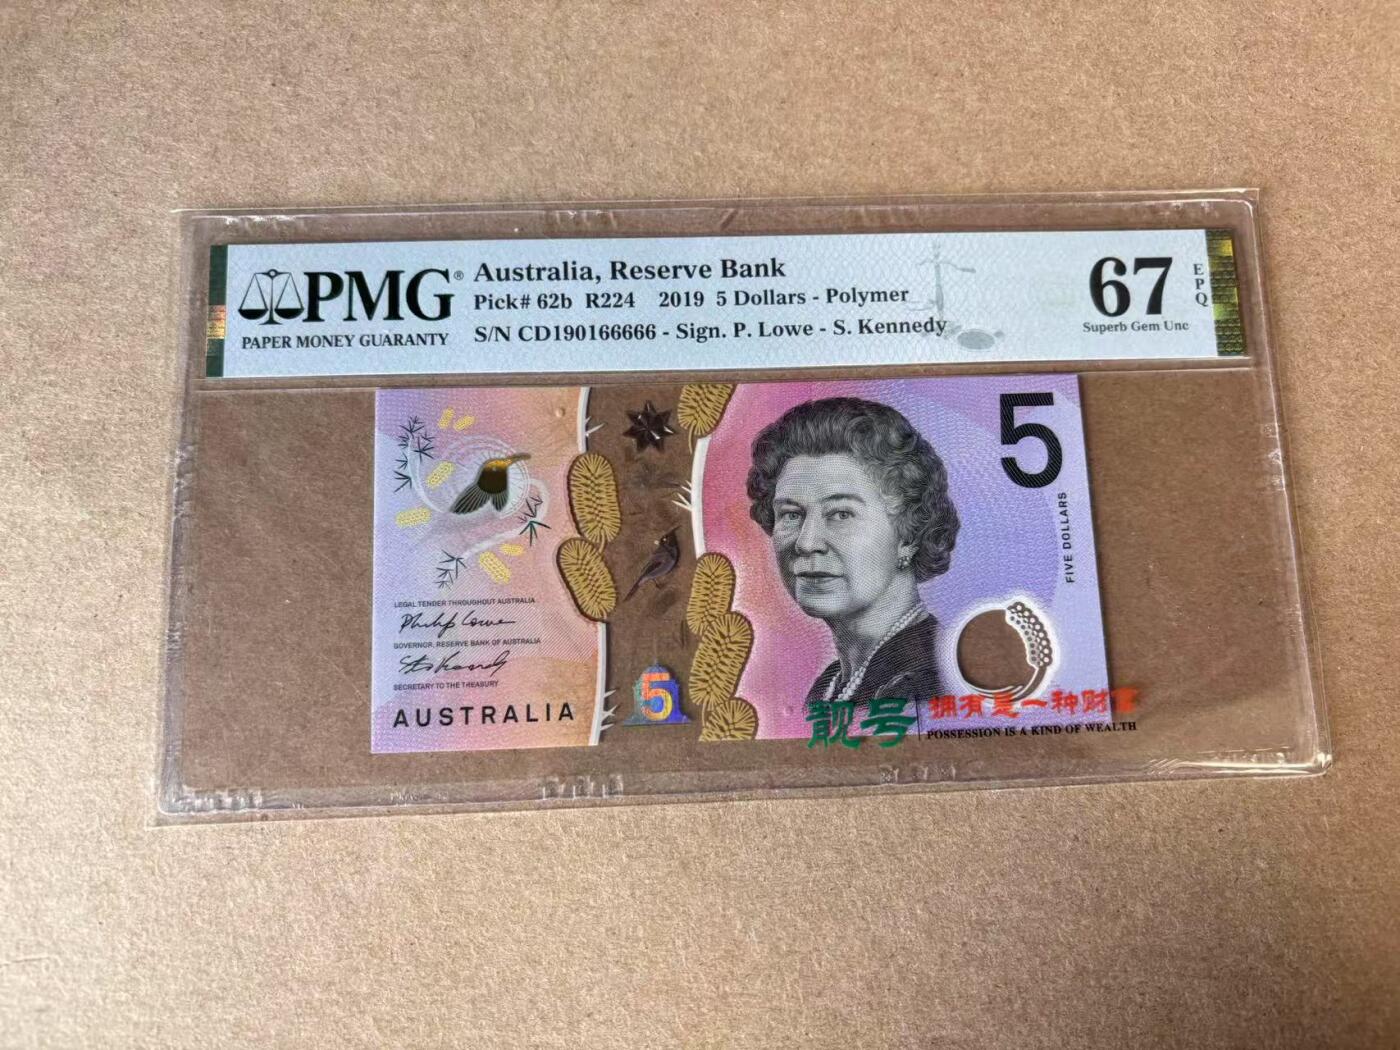 PMG®
PAPER MONEY GUARANTY
Australia, Reserve Bank
Pick# 62b R224 2019 5 Dollars - Polymer
S/N CD190166666 - Sign. P. Lowe - S. Kennedy
67
EPQ
Superb Gem Unc
5
FIVE DOLLARS
LEGAL TENDER THROUGHOUT AUSTRALIA
Philip Lowe
GOVERNOR, RESERVE BANK OF AUSTRALIA
SECRETARY TO THE TREASURY
AUSTRALIA
5
靓号
拥有是一种财富
POSSESSION IS A KIND OF WEALTH